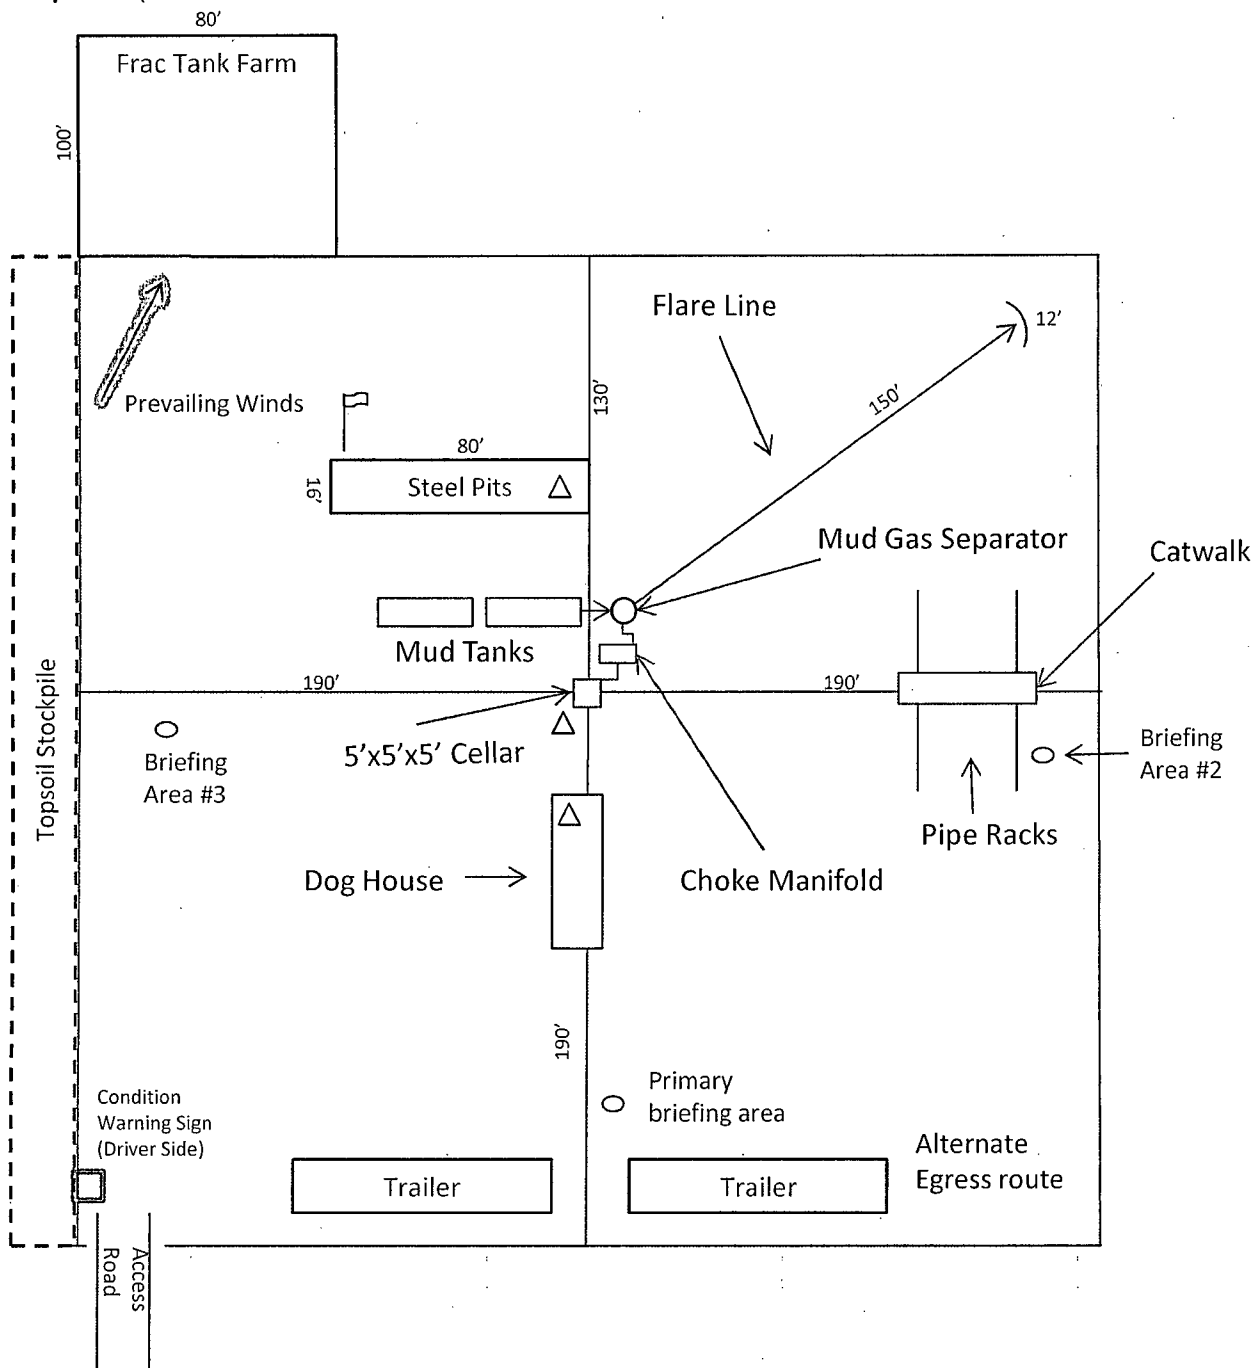 80'
Frac Tank Farm
100'
Flare Line
12'
150'
130'
Prevailing Winds
80'
16'
Steel Pits
Mud Gas Separator
Catwalk
Mud Tanks
190'
190'
5'x5'x5' Cellar
Topsoil Stockpile
Briefing
Area #3
Briefing
Area #2
Pipe Racks
Dog House
Choke Manifold
190'
Primary
briefing area
Condition
Warning Sign
(Driver Side)
Alternate
Egress route
Trailer
Trailer
Access
Road